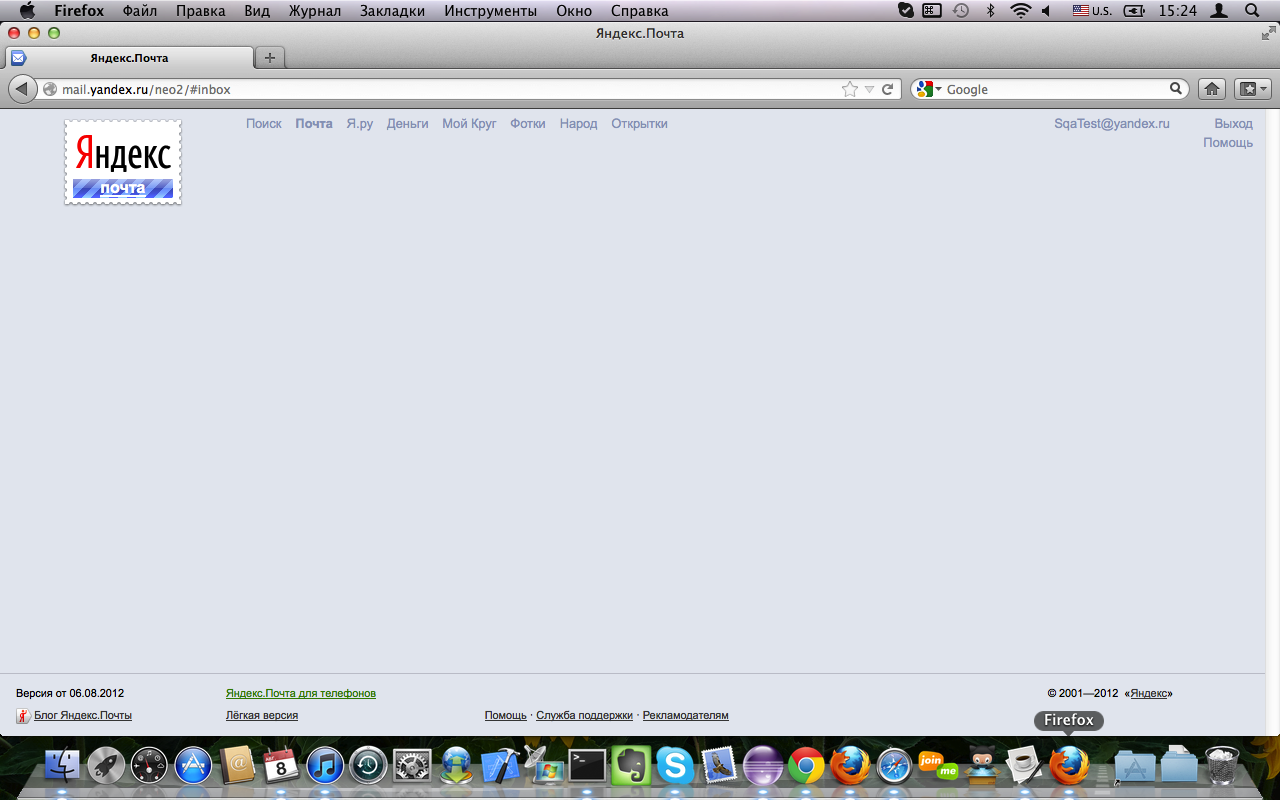 Firefox Файл Правка Вид Журнал Закладки Инструменты Окно Справка U.S. 15:24
Яндекс.Почта
Яндекс.Почта
mail.yandex.ru/neo2/#inbox Google
Поиск Почта Я.ру Деньги Мой Круг Фотки Народ Открытки SqaTest@yandex.ru Выход
Помощь
Яндекс
почта
Версия от 06.08.2012 Яндекс.Почта для телефонов © 2001—2012 «Яндекс»
Блог Яндекс.Почты Лёгкая версия Помощь · Служба поддержки · Рекламодателям
Firefox
8
join
me